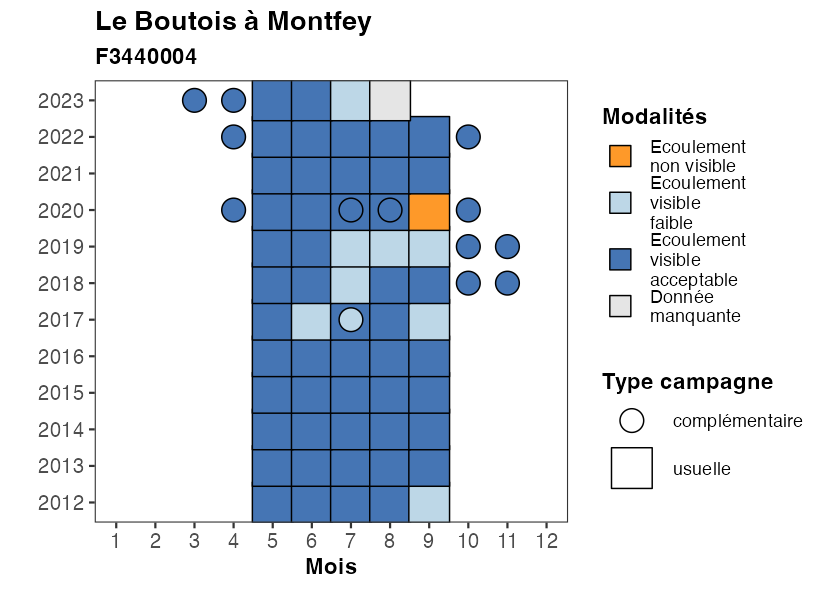 Le Boutois à Montfey
F3440004
2023
2022
2021
2020
2019
2018
2017
2016
2015
2014
2013
2012
1 2 3 4 5 6 7 8 9 10 11 12
Mois
Modalités
Ecoulement
non visible
Ecoulement
visible
faible
Ecoulement
visible
acceptable
Donnée
manquante
Type campagne
complémentaire
usuelle